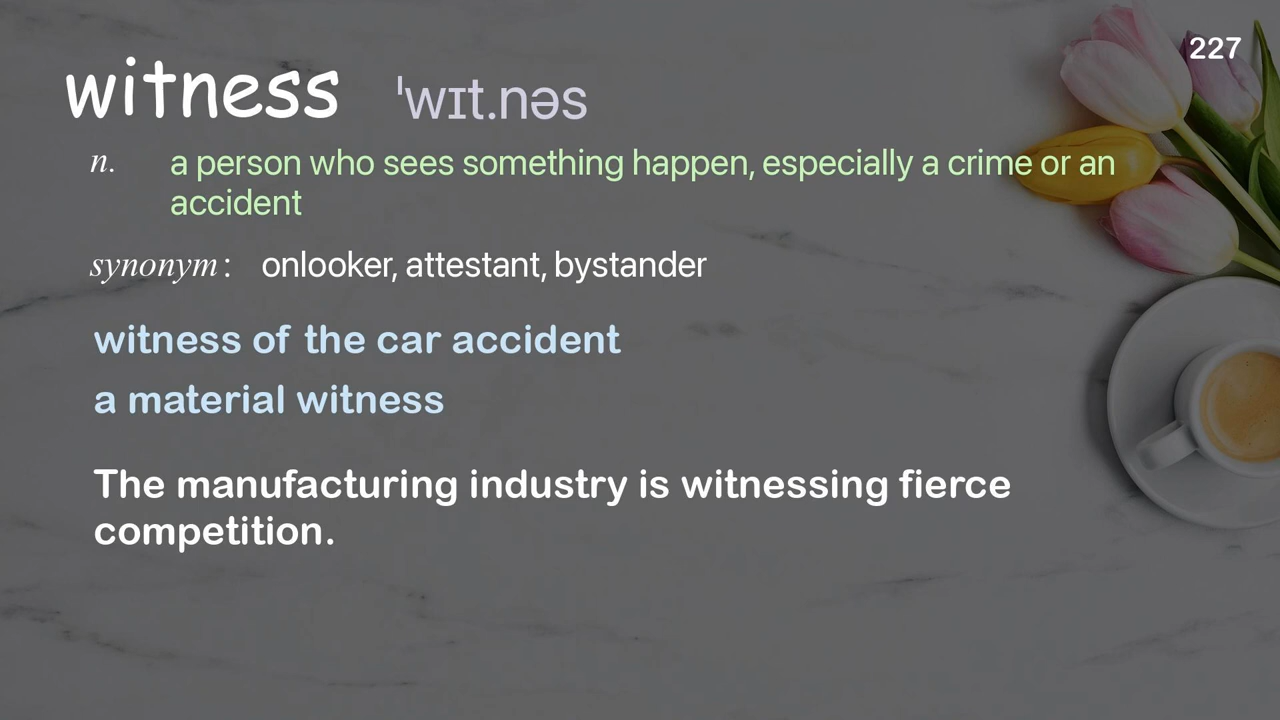 227
witness ˈwɪt.nəs
n. a person who sees something happen, especially a crime or an
accident
synonym : onlooker, attestant, bystander
witness of the car accident
a material witness
The manufacturing industry is witnessing fierce
competition.